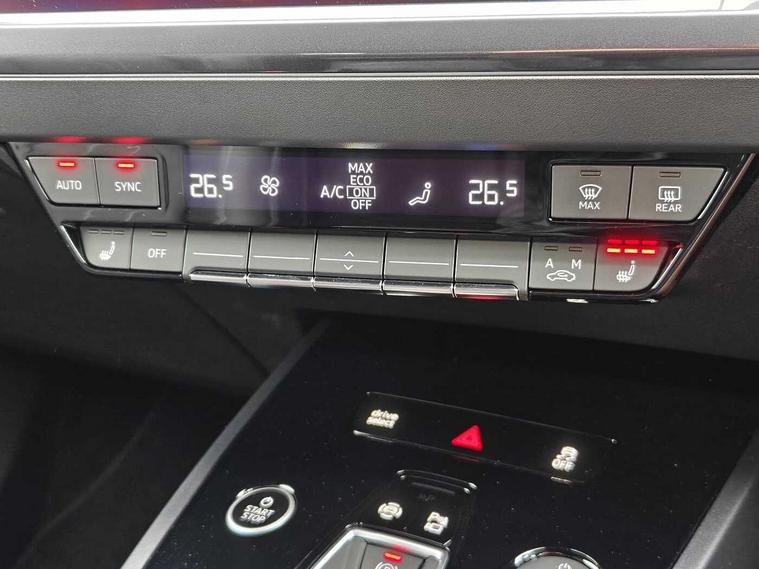 AUTO
SYNC
26.5
MAX
ECO
A/C ON
OFF
26.5
MAX
REAR
OFF
A M
drive
select
OFF
START
STOP